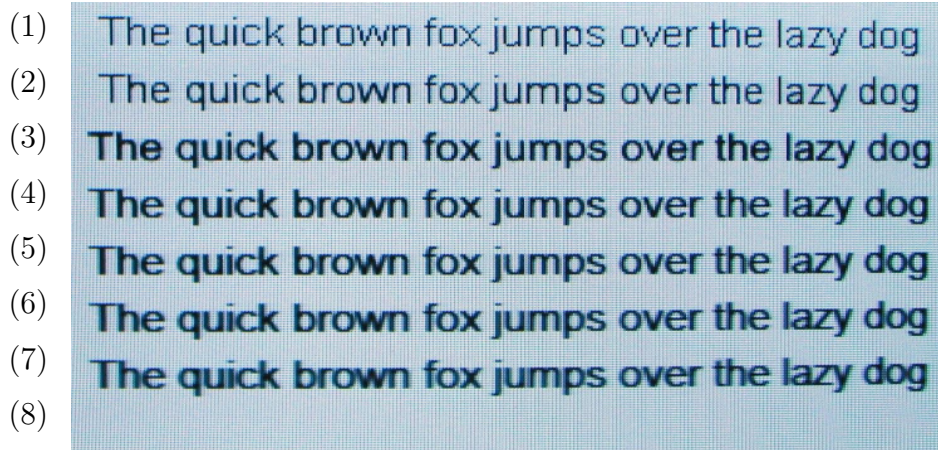 (1) The quick brown fox jumps over the lazy dog
(2) The quick brown fox jumps over the lazy dog
(3) The quick brown fox jumps over the lazy dog
(4) The quick brown fox jumps over the lazy dog
(5) The quick brown fox jumps over the lazy dog
(6) The quick brown fox jumps over the lazy dog
(7) The quick brown fox jumps over the lazy dog
(8)